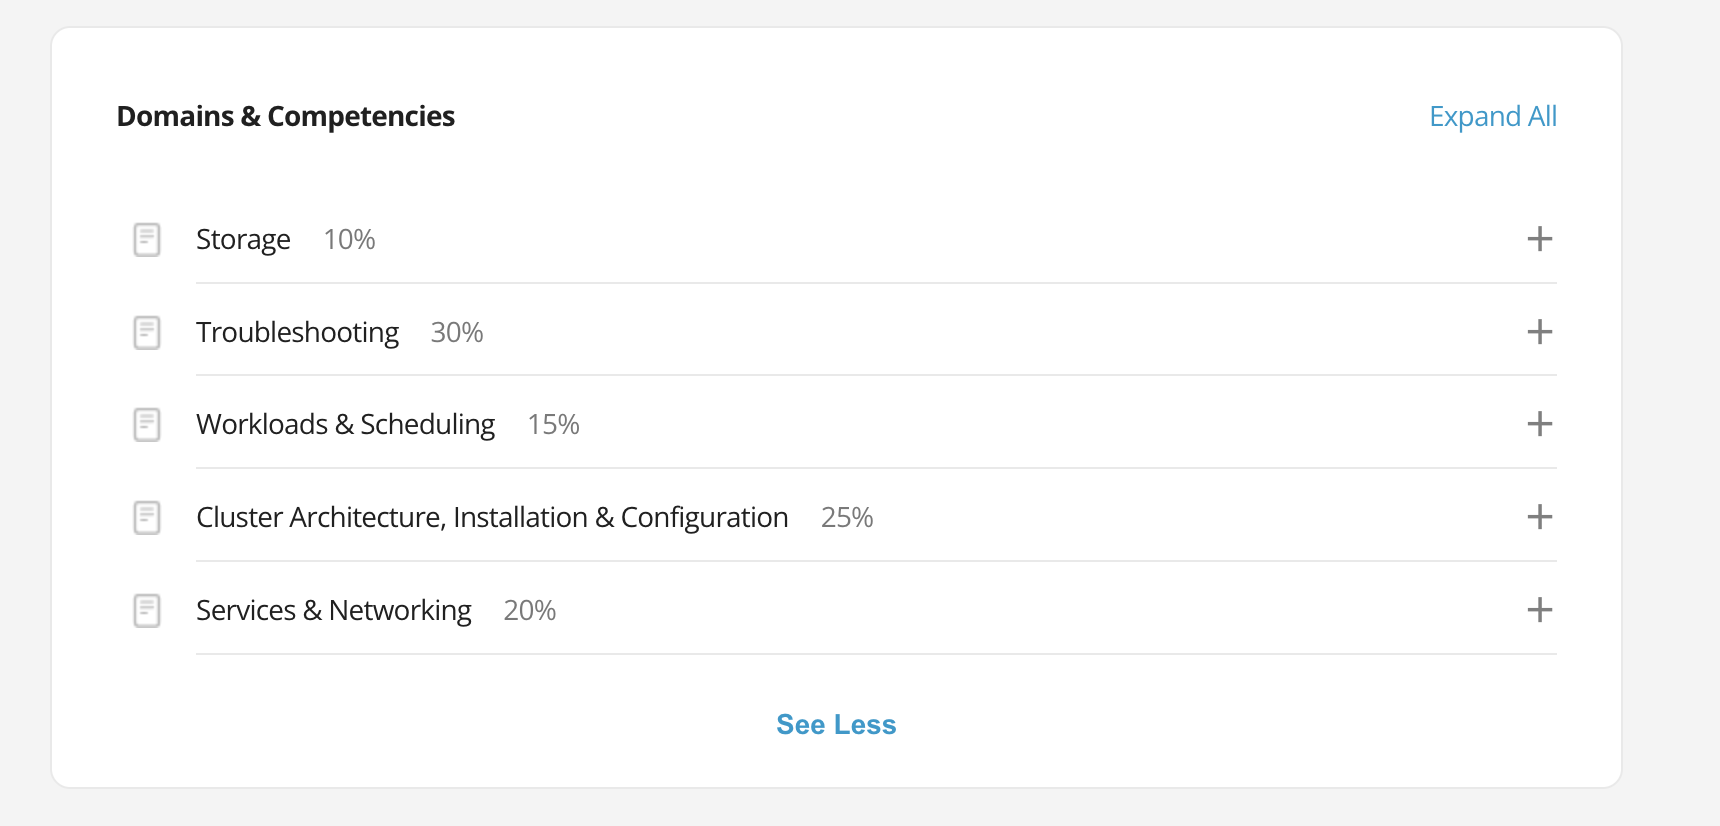 Domains & Competencies Expand All
Storage 10%
Troubleshooting 30%
Workloads & Scheduling 15%
Cluster Architecture, Installation & Configuration 25%
Services & Networking 20%
See Less